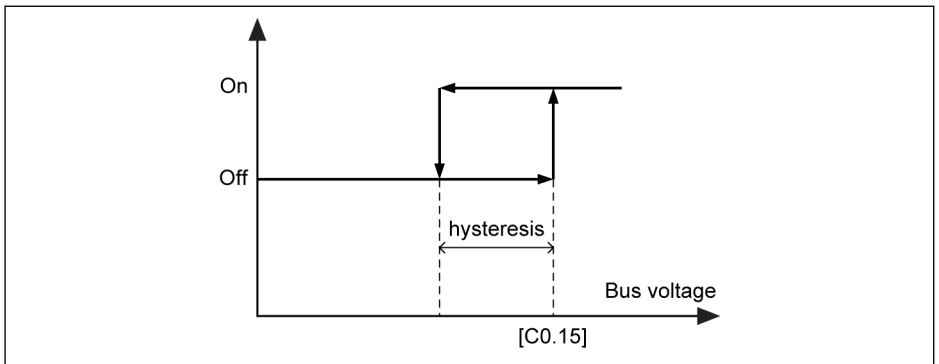 On
Off
hysteresis
Bus voltage
[C0.15]